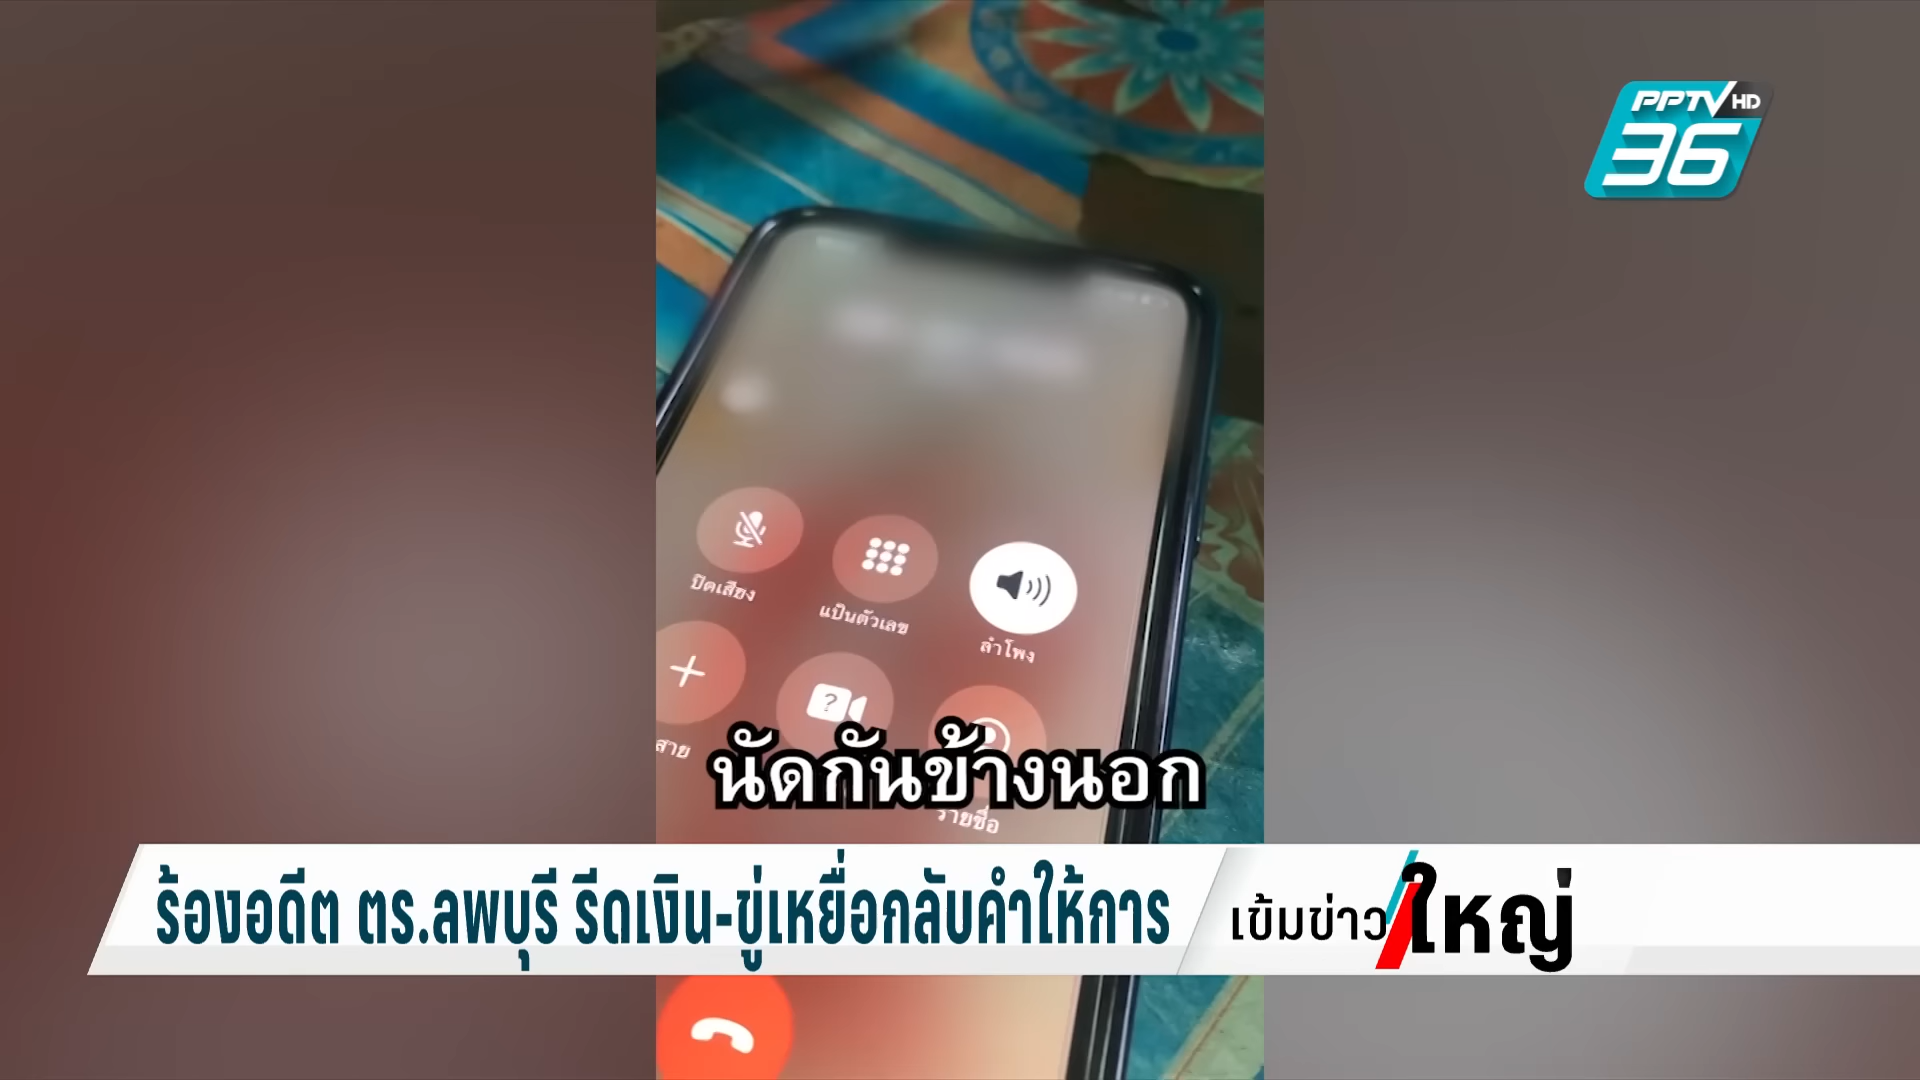 PPTV HD
36
ปิดเสียง
แป้นตัวเลข
ลำโพง
?
สาย
นัดกันข้างนอก
รายชื่อ
ร้องอดีต ตร.ลพบุรี รีดเงิน-ขู่เหยื่อกลับคำให้การ
เข้มข่าวใหญ่